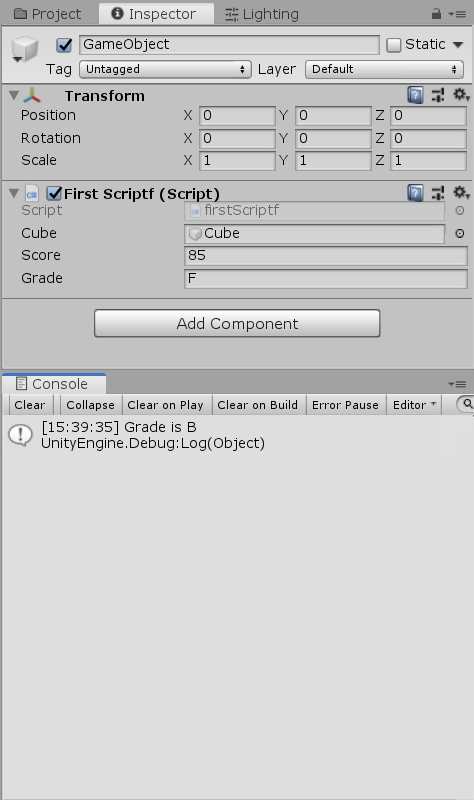 Project Inspector Lighting
GameObject Static
Tag Untagged Layer Default
Transform
Position X 0 Y 0 Z 0
Rotation X 0 Y 0 Z 0
Scale X 1 Y 1 Z 1
First Scriptf (Script)
Script firstScriptf
Cube Cube
Score 85
Grade F
Add Component
Console
Clear Collapse Clear on Play Clear on Build Error Pause Editor
[15:39:35] Grade is B
UnityEngine.Debug:Log(Object)